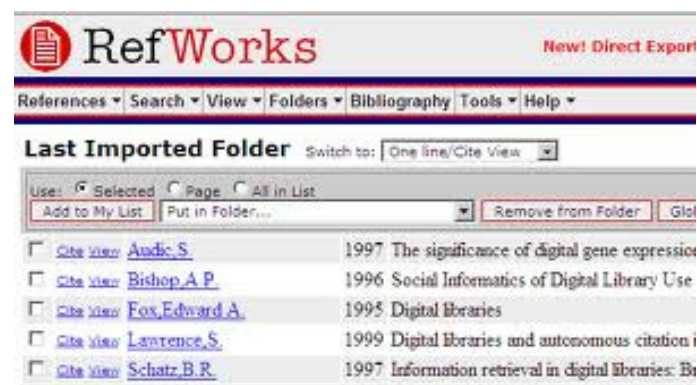 RefWorks
New! Direct Export
References Search View Folders Bibliography Tools Help
Last Imported Folder Switch to: One line/Cite View
Use: Selected Page All in List
Add to My List Put in Folder... Remove from Folder Glo
Cite View Audic,S. 1997 The significance of digital gene expression
Cite View Bishop,A.P. 1996 Social Informatics of Digital Library Use
Cite View Fox,Edward A. 1995 Digital libraries
Cite View Lawrence,S. 1999 Digital libraries and autonomous citation i
Cite View Schatz,B.R. 1997 Information retrieval in digital libraries: